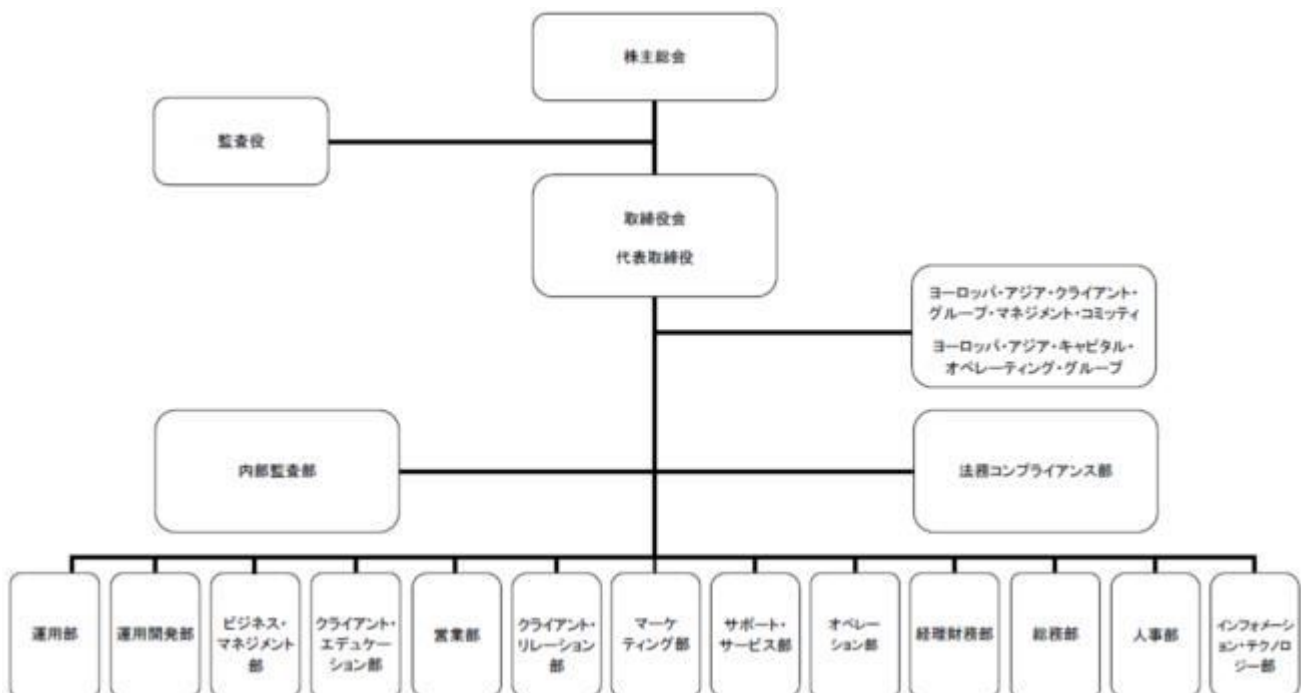 株主総会
監査役
取締役会
代表取締役
ヨーロッパ・アジア・クライアント・
グループ・マネジメント・コミッティ
ヨーロッパ・アジア・キャピタル・
オペレーティング・グループ
内部監査部
法務コンプライアンス部
運用部
運用開発部
ビジネス・
マネジメント
部
クライアント・
エデュケー
ション部
営業部
クライアント・
リレーション
部
マーケ
ティング部
サポート・
サービス部
オペレー
ション部
経理財務部
総務部
人事部
インフォメーシ
ョン・テクノロ
ジー部